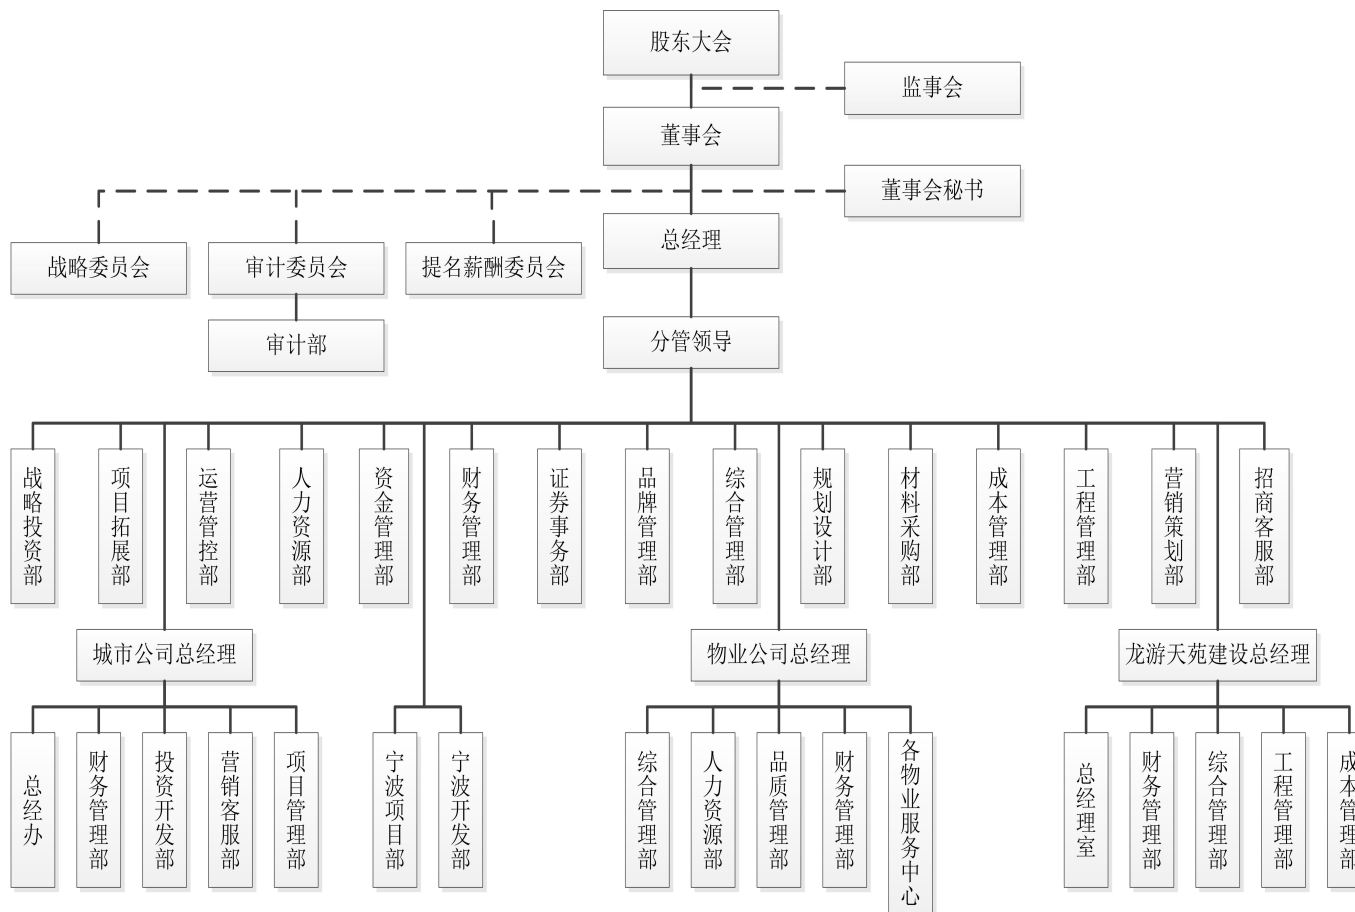 股东大会
监事会
董事会
董事会秘书
总经理
战略委员会
审计委员会
提名薪酬委员会
审计部
分管领导
战略投资部
项目拓展部
运营管控部
人力资源部
资金管理部
财务管理部
证券事务部
品牌管理部
综合管理部
规划设计部
材料采购部
成本管理部
工程管理部
营销策划部
招商客服部
城市公司总经理
物业公司总经理
龙游天苑建设总经理
总经办
财务管理部
投资开发部
营销客服部
项目管理部
宁波项目部
宁波开发部
综合管理部
人力资源部
品质管理部
财务管理部
各物业服务中心
总经理室
财务管理部
综合管理部
工程管理部
成本管理部